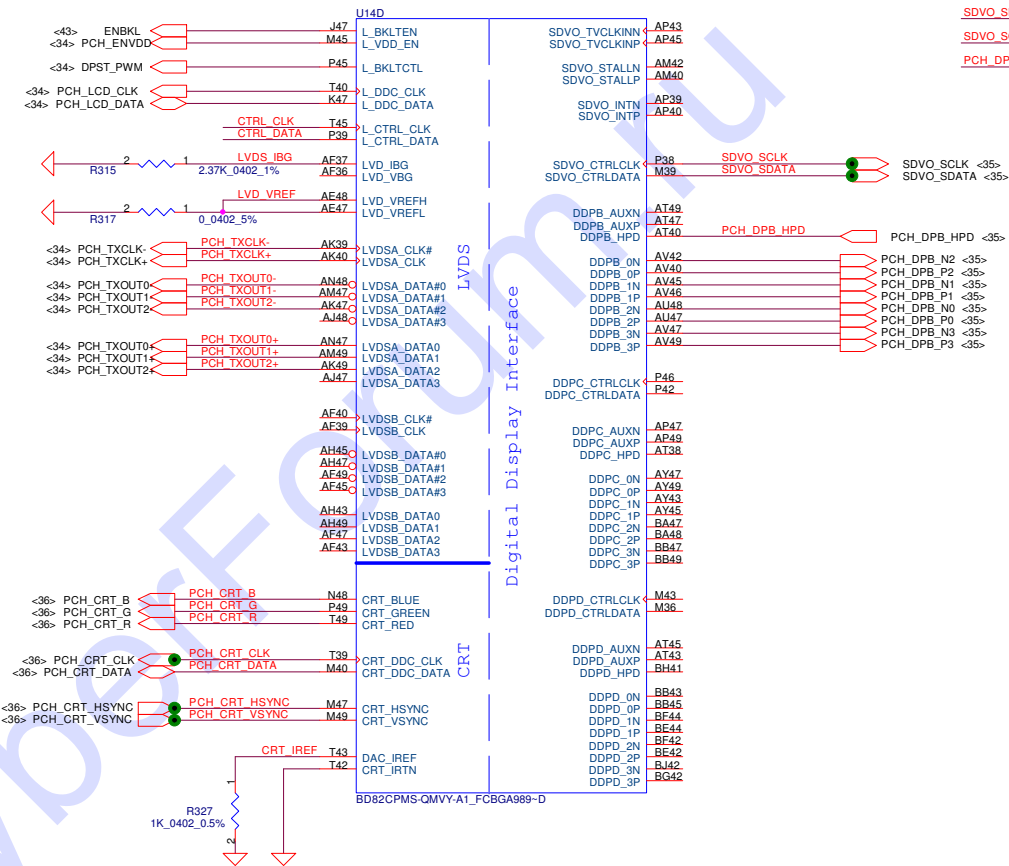 U14D
SDVO_S
SDVO_S
PCH_DP
<43> ENBKL J47 L_BKLTEN
<34> PCH_ENVDD M45 L_VDD_EN
<34> DPST_PWM P45 L_BKLTCTL
<34> PCH_LCD_CLK T40 L_DDC_CLK
<34> PCH_LCD_DATA K47 L_DDC_DATA
CTRL_CLK T45 L_CTRL_CLK
CTRL_DATA P39 L_CTRL_DATA
R315 2 1 2.37K_0402_1% LVDS_IBG AF37 LVD_IBG
AF36 LVD_VBG
LVD_VREF AE48 LVD_VREFH
R317 2 1 0_0402_5% AE47 LVD_VREFL
<34> PCH_TXCLK- PCH_TXCLK- AK39 LVDSA_CLK#
<34> PCH_TXCLK+ PCH_TXCLK+ AK40 LVDSA_CLK
<34> PCH_TXOUT0- PCH_TXOUT0- AN48 LVDSA_DATA#0
<34> PCH_TXOUT1- PCH_TXOUT1- AM47 LVDSA_DATA#1
<34> PCH_TXOUT2- PCH_TXOUT2- AK47 LVDSA_DATA#2
AJ48 LVDSA_DATA#3
<34> PCH_TXOUT0+ PCH_TXOUT0+ AN47 LVDSA_DATA0
<34> PCH_TXOUT1+ PCH_TXOUT1+ AM49 LVDSA_DATA1
<34> PCH_TXOUT2+ PCH_TXOUT2+ AK49 LVDSA_DATA2
AJ47 LVDSA_DATA3
AF40 LVDSB_CLK#
AF39 LVDSB_CLK
AH45 LVDSB_DATA#0
AH47 LVDSB_DATA#1
AF49 LVDSB_DATA#2
AF45 LVDSB_DATA#3
AH43 LVDSB_DATA0
AH49 LVDSB_DATA1
AF47 LVDSB_DATA2
AF43 LVDSB_DATA3
<36> PCH_CRT_B PCH_CRT_B N48 CRT_BLUE
<36> PCH_CRT_G PCH_CRT_G P49 CRT_GREEN
<36> PCH_CRT_R PCH_CRT_R T49 CRT_RED
<36> PCH_CRT_CLK PCH_CRT_CLK T39 CRT_DDC_CLK
<36> PCH_CRT_DATA PCH_CRT_DATA M40 CRT_DDC_DATA
<36> PCH_CRT_HSYNC PCH_CRT_HSYNC M47 CRT_HSYNC
<36> PCH_CRT_VSYNC PCH_CRT_VSYNC M49 CRT_VSYNC
CRT_IREF T43 DAC_IREF
T42 CRT_IRTN
1
R327
1K_0402_0.5%
2
LVDS
Digital Display Interface
CRT
SDVO_TVCLKINN AP43
SDVO_TVCLKINP AP45
SDVO_STALLN AM42
SDVO_STALLP AM40
SDVO_INTN AP39
SDVO_INTP AP40
SDVO_CTRLCLK P38 SDVO_SCLK SDVO_SCLK <35>
SDVO_CTRLDATA M39 SDVO_SDATA SDVO_SDATA <35>
DDPB_AUXN AT49
DDPB_AUXP AT47
DDPB_HPD AT40 PCH_DPB_HPD PCH_DPB_HPD <35>
DDPB_0N AV42 PCH_DPB_N2 <35>
DDPB_0P AV40 PCH_DPB_P2 <35>
DDPB_1N AV45 PCH_DPB_N1 <35>
DDPB_1P AV46 PCH_DPB_P1 <35>
DDPB_2N AU48 PCH_DPB_N0 <35>
DDPB_2P AU47 PCH_DPB_P0 <35>
DDPB_3N AV47 PCH_DPB_N3 <35>
DDPB_3P AV49 PCH_DPB_P3 <35>
DDPC_CTRLCLK P46
DDPC_CTRLDATA P42
DDPC_AUXN AP47
DDPC_AUXP AP49
DDPC_HPD AT38
DDPC_0N AY47
DDPC_0P AY49
DDPC_1N AY43
DDPC_1P AY45
DDPC_2N BA47
DDPC_2P BA48
DDPC_3N BB47
DDPC_3P BB49
DDPD_CTRLCLK M43
DDPD_CTRLDATA M36
DDPD_AUXN AT45
DDPD_AUXP AT43
DDPD_HPD BH41
DDPD_0N BB43
DDPD_0P BB45
DDPD_1N BF44
DDPD_1P BE44
DDPD_2N BF42
DDPD_2P BE42
DDPD_3N BJ42
DDPD_3P BG42
BD82CPMS-QMVY-A1_FCBGA989~D
yberForum.ru